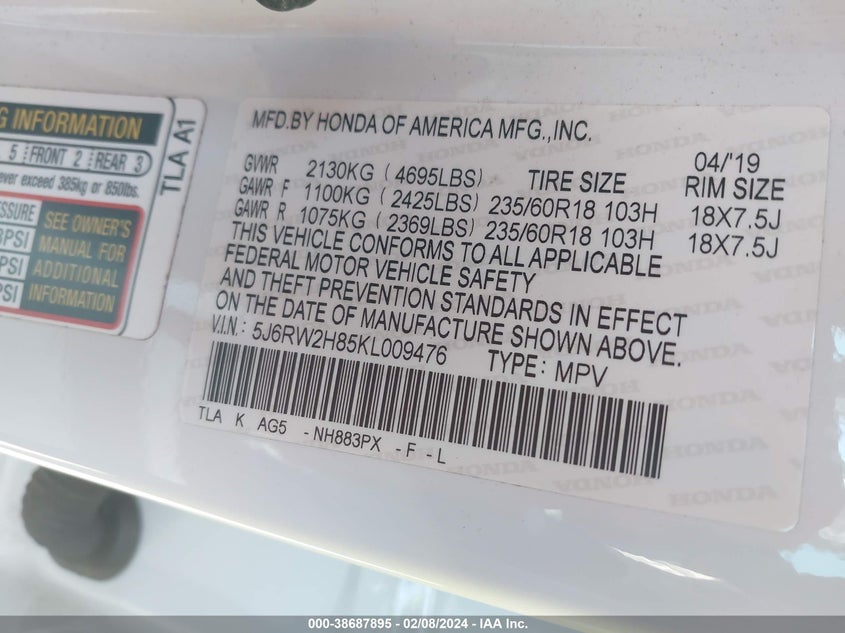 G INFORMATION
5 FRONT 2 REAR 3
ever exceed 385kg or 850lbs.
SSURE
PSI
PSI
PSI
SEE OWNER'S
MANUAL FOR
ADDITIONAL
INFORMATION
TLA A1
MFD.BY HONDA OF AMERICA MFG.,INC.
04/'19
GVWR 2130KG (4695LBS) TIRE SIZE RIM SIZE
GAWR F 1100KG (2425LBS) 235/60R18 103H 18X7.5J
GAWR R 1075KG (2369LBS) 235/60R18 103H 18X7.5J
THIS VEHICLE CONFORMS TO ALL APPLICABLE
FEDERAL MOTOR VEHICLE SAFETY
AND THEFT PREVENTION STANDARDS IN EFFECT
ON THE DATE OF MANUFACTURE SHOWN ABOVE.
V.I.N.: 5J6RW2H85KL009476 TYPE: MPV
TLA K AG5 -NH883PX -F -L
000-38687895 - 02/08/2024 - IAA Inc.